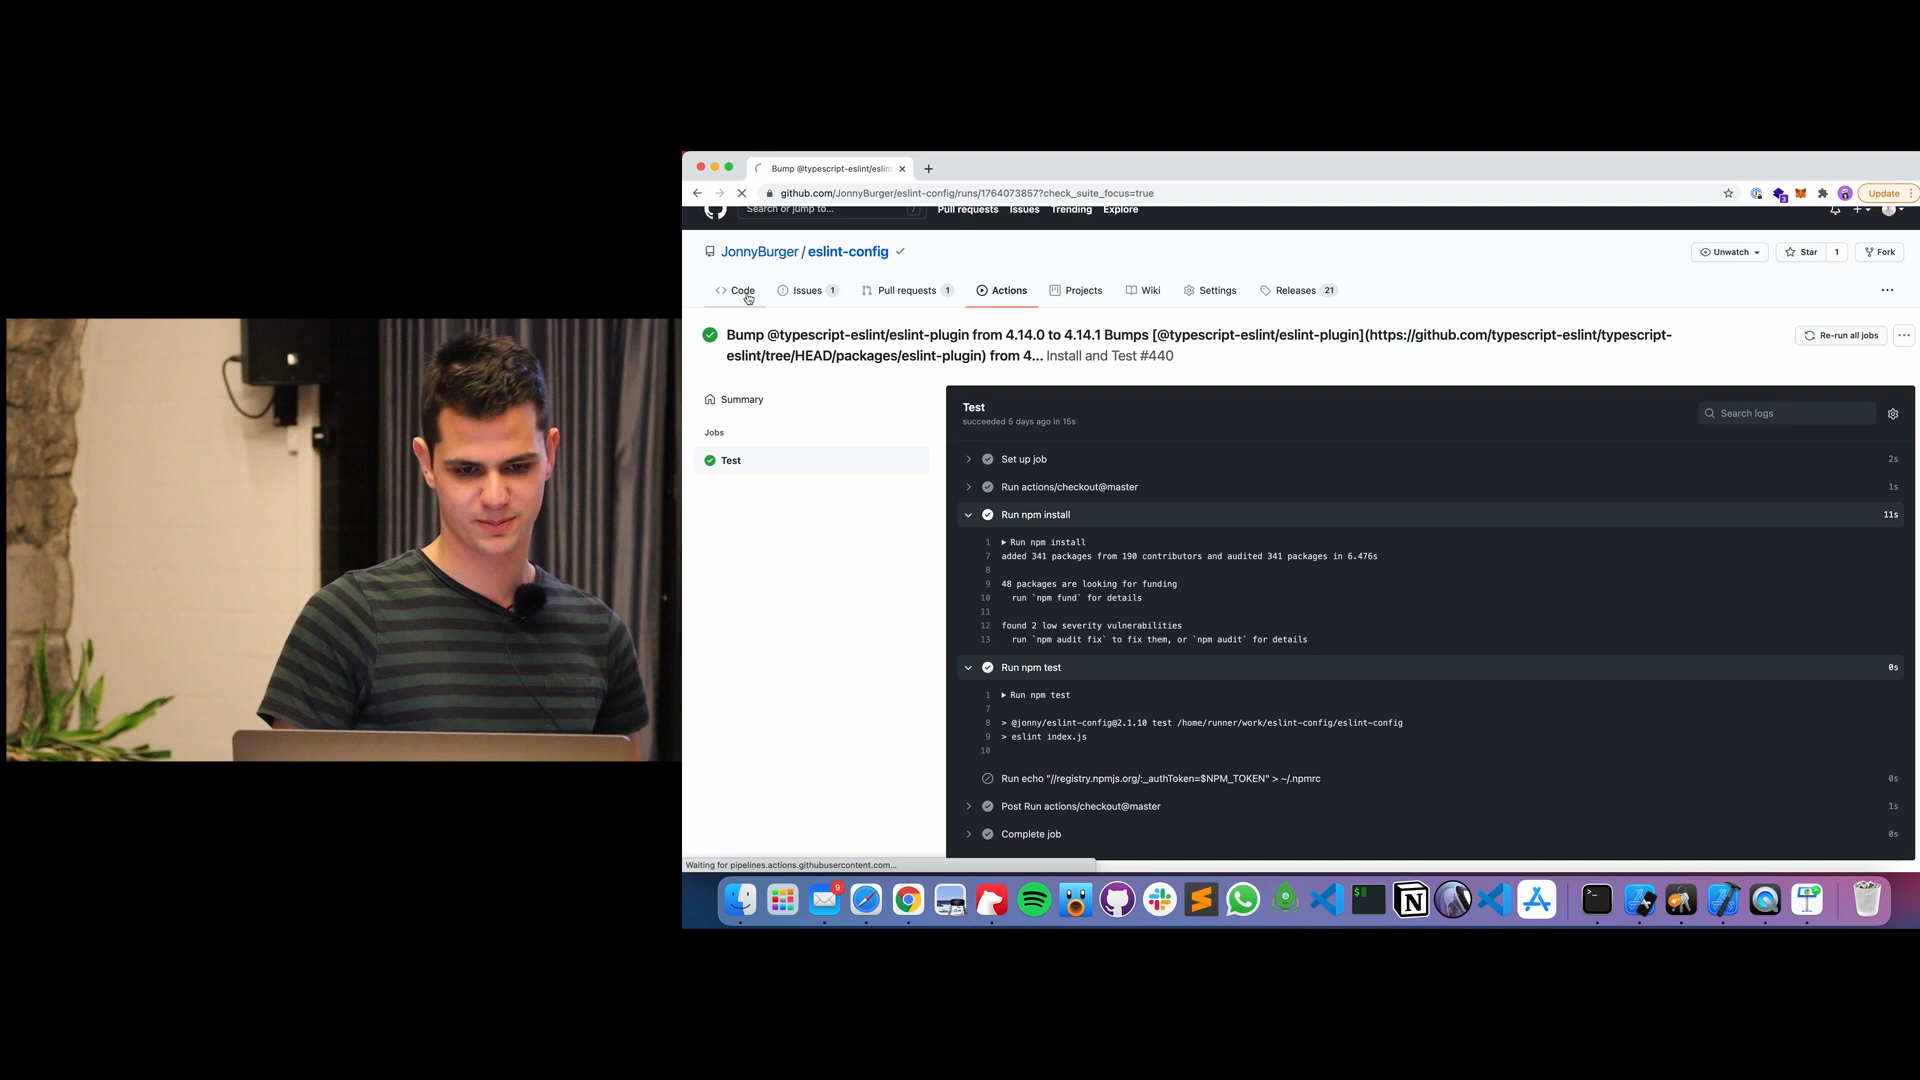 Bump @typescript-eslint/eslint
github.com/JonnyBurger/eslint-config/runs/1764073857?check_suite_focus=true
Update
Search or jump to...
/
Pull requests
Issues
Trending
Explore
JonnyBurger / eslint-config
Unwatch
Star
1
Fork
Code
Issues 1
Pull requests 1
Actions
Projects
Wiki
Settings
Releases 21
Bump @typescript-eslint/eslint-plugin from 4.14.0 to 4.14.1 Bumps [@typescript-eslint/eslint-plugin](https://github.com/typescript-eslint/typescript-
eslint/tree/HEAD/packages/eslint-plugin) from 4... Install and Test #440
Re-run all jobs
Summary
Jobs
Test
Test
succeeded 5 days ago in 15s
Search logs
Set up job
2s
Run actions/checkout@master
1s
Run npm install
11s
1 Run npm install
7 added 341 packages from 190 contributors and audited 341 packages in 6.476s
8
9 48 packages are looking for funding
10 run `npm fund` for details
11
12 found 2 low severity vulnerabilities
13 run `npm audit fix` to fix them, or `npm audit` for details
Run npm test
0s
1 Run npm test
7
8 > @jonny/eslint-config@2.1.10 test /home/runner/work/eslint-config/eslint-config
9 > eslint index.js
10
Run echo "//registry.npmjs.org/:_authToken=$NPM_TOKEN" > ~/.npmrc
0s
Post Run actions/checkout@master
1s
Complete job
0s
Waiting for pipelines.actions.githubusercontent.com...
9